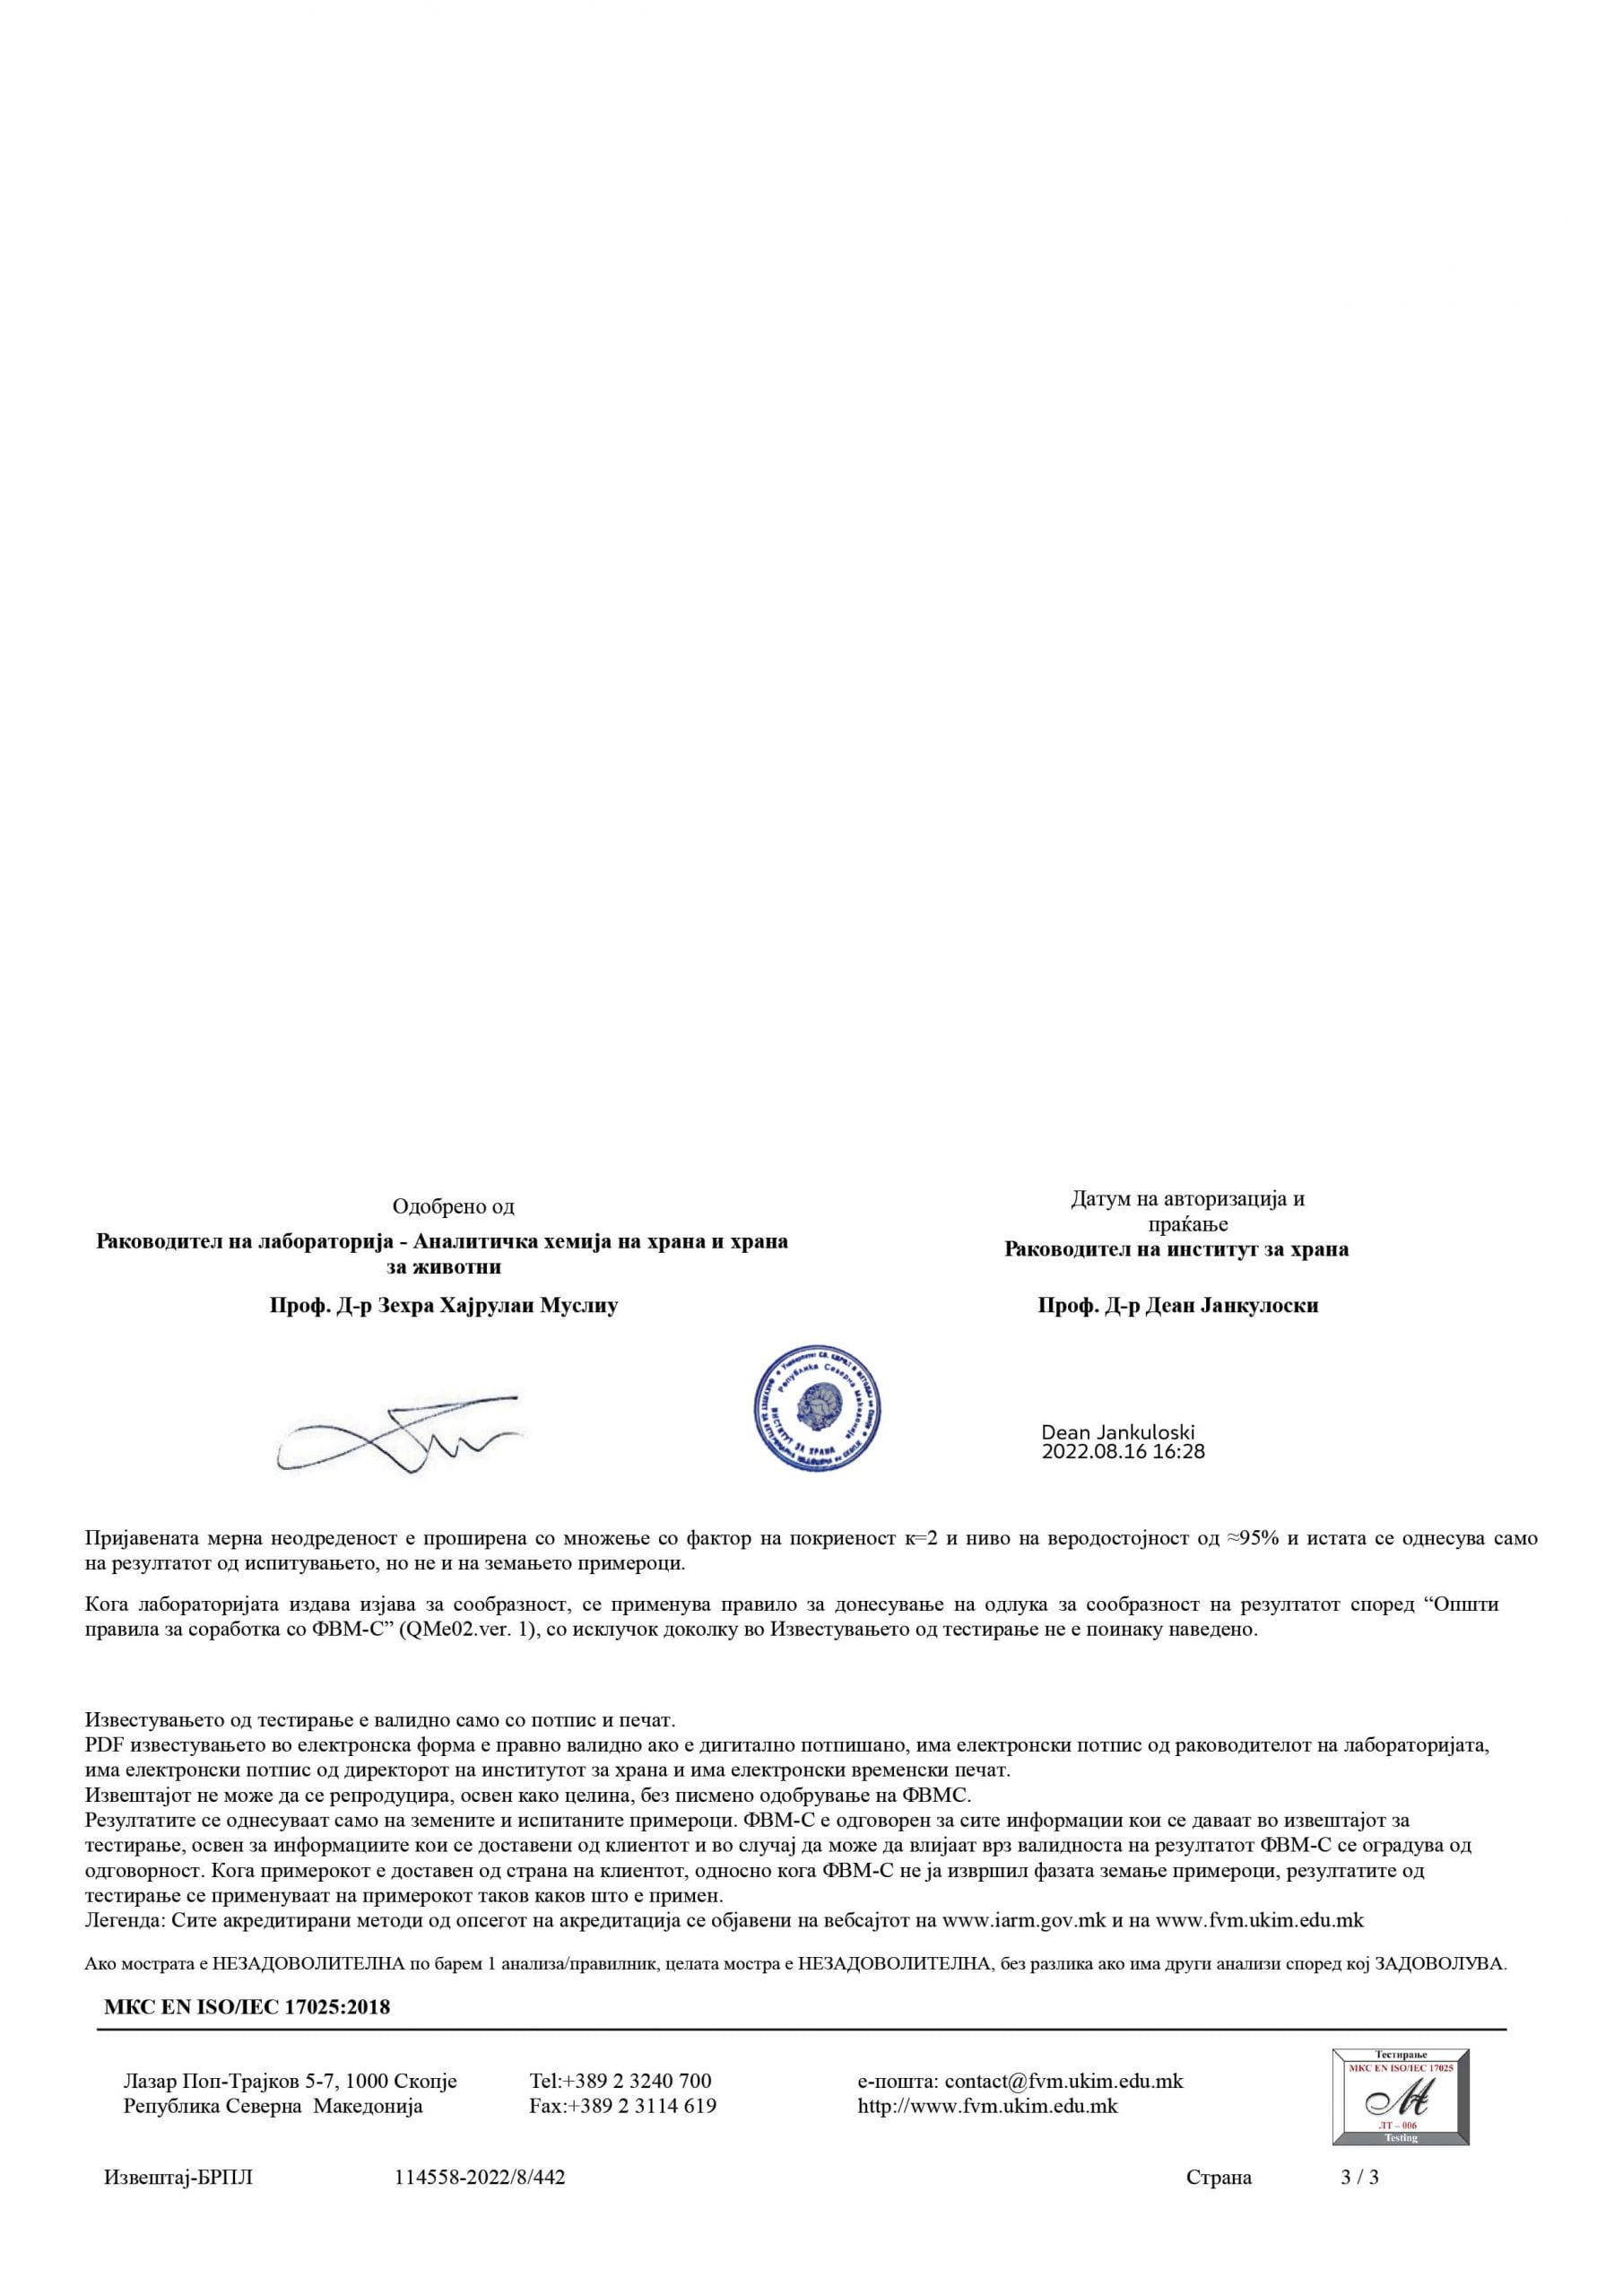 Одобрено од
Раководител на лабораторија - Аналитичка хемија на храна и храна
за животни
Проф. Д-р Зехра Хајрулаи Муслиу
Датум на авторизација и
праќање
Раководител на институт за храна
Проф. Д-р Деан Јанкулоски
Република Северна Македонија
ИНСТИТУТ ЗА ХРАНА
Dean Jankuloski
2022.08.16 16:28
Пријавената мерна неодреденост е проширена со множење со фактор на покриеност к=2 и ниво на веродостојност од ≈95% и истата се однесува само
на резултатот од испитувањето, но не и на земањето примероци.
Кога лабораторијата издава изјава за сообразност, се применува правило за донесување на одлука за сообразност на резултатот според “Општи
правила за соработка со ФВМ-С” (QMe02.ver. 1), со исклучок доколку во Известувањето од тестирање не е поинаку наведено.
Известувањето од тестирање е валидно само со потпис и печат.
PDF известувањето во електронска форма е правно валидно ако е дигитално потпишано, има електронски потпис од раководителот на лабораторијата,
има електронски потпис од директорот на институтот за храна и има електронски временски печат.
Извештајот не може да се репродуцира, освен како целина, без писмено одобрување на ФВМС.
Резултатите се однесуваат само на земените и испитаните примероци. ФВМ-С е одговорен за сите информации кои се даваат во извештајот за
тестирање, освен за информациите кои се доставени од клиентот и во случај да може да влијаат врз валидноста на резултатот ФВМ-С се оградува од
одговорност. Кога примерокот е доставен од страна на клиентот, односно кога ФВМ-С не ја извршил фазата земање примероци, резултатите од
тестирање се применуваат на примерокот таков каков што е примен.
Легенда: Сите акредитирани методи од опсегот на акредитација се објавени на вебсајтот на www.iarm.gov.mk и на www.fvm.ukim.edu.mk
Ако мострата е НЕЗАДОВОЛИТЕЛНА по барем 1 анализа/правилник, целата мостра е НЕЗАДОВОЛИТЕЛНА, без разлика ако има други анализи според кој ЗАДОВОЛУВА.
МКС EN ISO/IEC 17025:2018
Лазар Поп-Трајков 5-7, 1000 Скопје
Република Северна Македонија
Tel:+389 2 3240 700
Fax:+389 2 3114 619
е-пошта: contact@fvm.ukim.edu.mk
http://www.fvm.ukim.edu.mk
Тестирање
МКС EN ISO/IEC 17025
ЛТ – 006
Testing
Извештај-БРПЛ 114558-2022/8/442 Страна 3 / 3